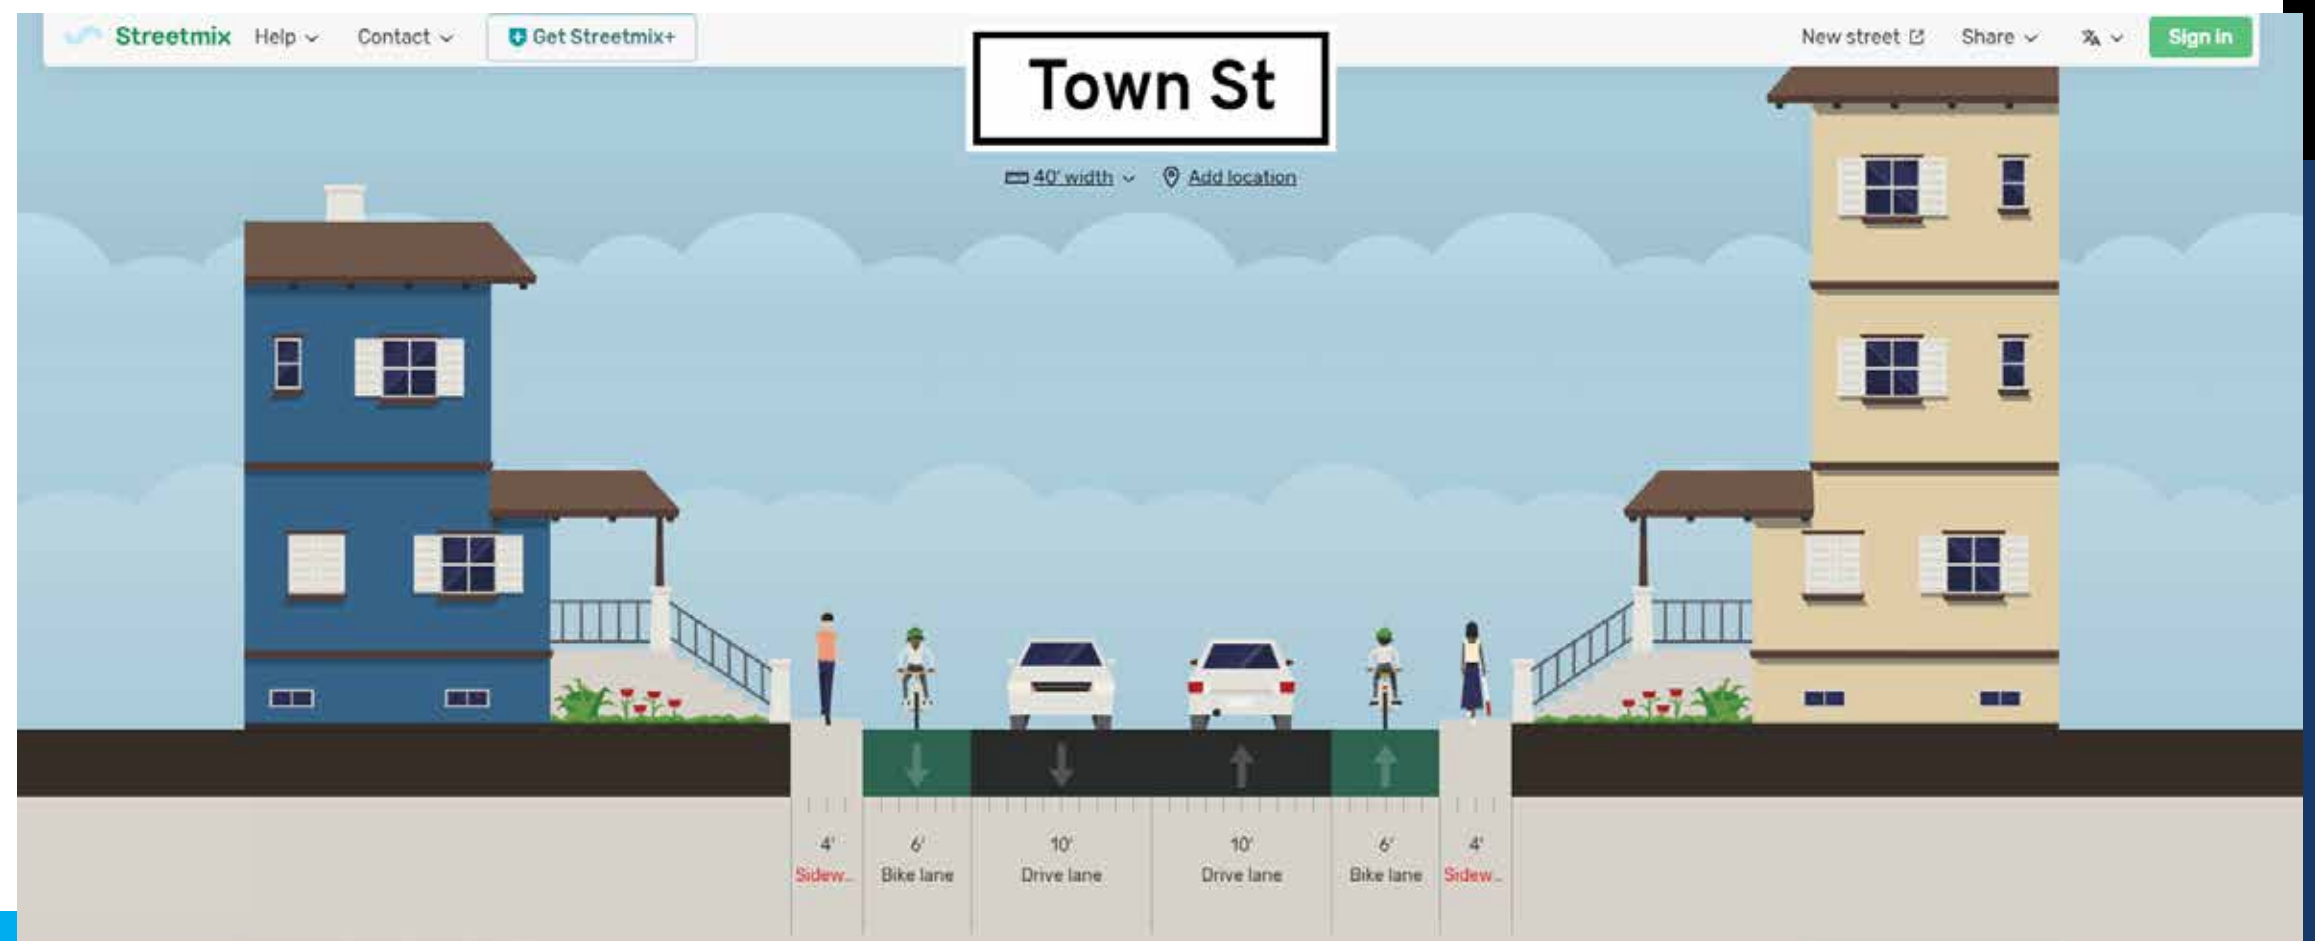 Streetmix Help Contact Get Streetmix+ New street Share Sign in
Town St
40' width Add location
4' 6' 10' 10' 6' 4'
Sidew... Bike lane Drive lane Drive lane Bike lane Sidew...